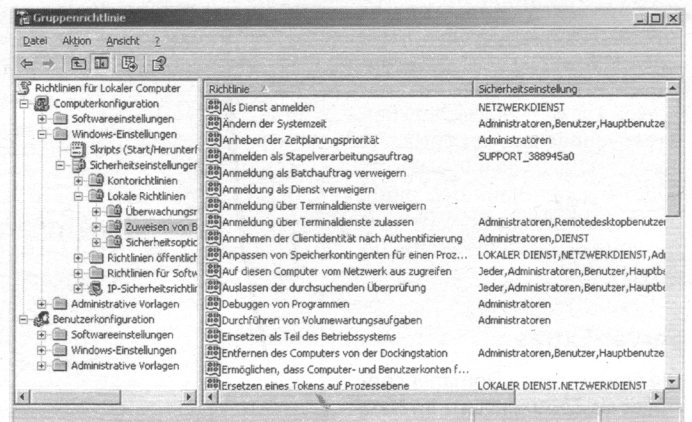 Gruppenrichtlinie
Datei Aktion Ansicht ?
Richtlinien für Lokaler Computer
Computerkonfiguration
Softwareeinstellungen
Windows-Einstellungen
Skripts (Start/Herunterf
Sicherheitseinstellunger
Kontorichtlinien
Lokale Richtlinien
Überwachungsr
Zuweisen von B
Sicherheitsoptic
Richtlinien öffentlich
Richtlinien für Softw
IP-Sicherheitsrichtlir
Administrative Vorlagen
Benutzerkonfiguration
Softwareeinstellungen
Windows-Einstellungen
Administrative Vorlagen
Richtlinie Sicherheitseinstellung
Als Dienst anmelden NETZWERKDIENST
Ändern der Systemzeit Administratoren,Benutzer,Hauptbenutze
Anheben der Zeitplanungspriorität Administratoren
Anmelden als Stapelverarbeitungsauftrag SUPPORT_388945a0
Anmeldung als Batchauftrag verweigern
Anmeldung als Dienst verweigern
Anmeldung über Terminaldienste verweigern
Anmeldung über Terminaldienste zulassen Administratoren,Remotedesktopbenutzer
Annehmen der Clientidentität nach Authentifizierung Administratoren,DIENST
Anpassen von Speicherkontingenten für einen Proz... LOKALER DIENST,NETZWERKDIENST,Adm
Auf diesen Computer vom Netzwerk aus zugreifen Jeder,Administratoren,Benutzer,Hauptbe
Auslassen der durchsuchenden Überprüfung Jeder,Administratoren,Benutzer,Hauptbe
Debuggen von Programmen Administratoren
Durchführen von Volumewartungsaufgaben Administratoren
Einsetzen als Teil des Betriebssystems
Entfernen des Computers von der Dockingstation Administratoren,Benutzer,Hauptbenutze
Ermöglichen, dass Computer- und Benutzerkonten f...
Ersetzen eines Tokens auf Prozessebene LOKALER DIENST,NETZWERKDIENST